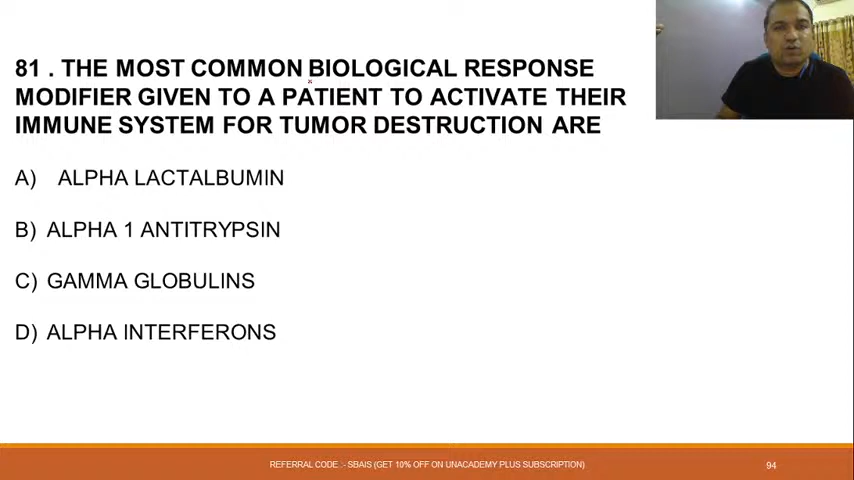 81 . THE MOST COMMON BIOLOGICAL RESPONSE
MODIFIER GIVEN TO A PATIENT TO ACTIVATE THEIR
IMMUNE SYSTEM FOR TUMOR DESTRUCTION ARE
A) ALPHA LACTALBUMIN
B) ALPHA 1 ANTITRYPSIN
C) GAMMA GLOBULINS
D) ALPHA INTERFERONS
REFERRAL CODE :- SBAIS (GET 10% OFF ON UNACADEMY PLUS SUBSCRIPTION)
94